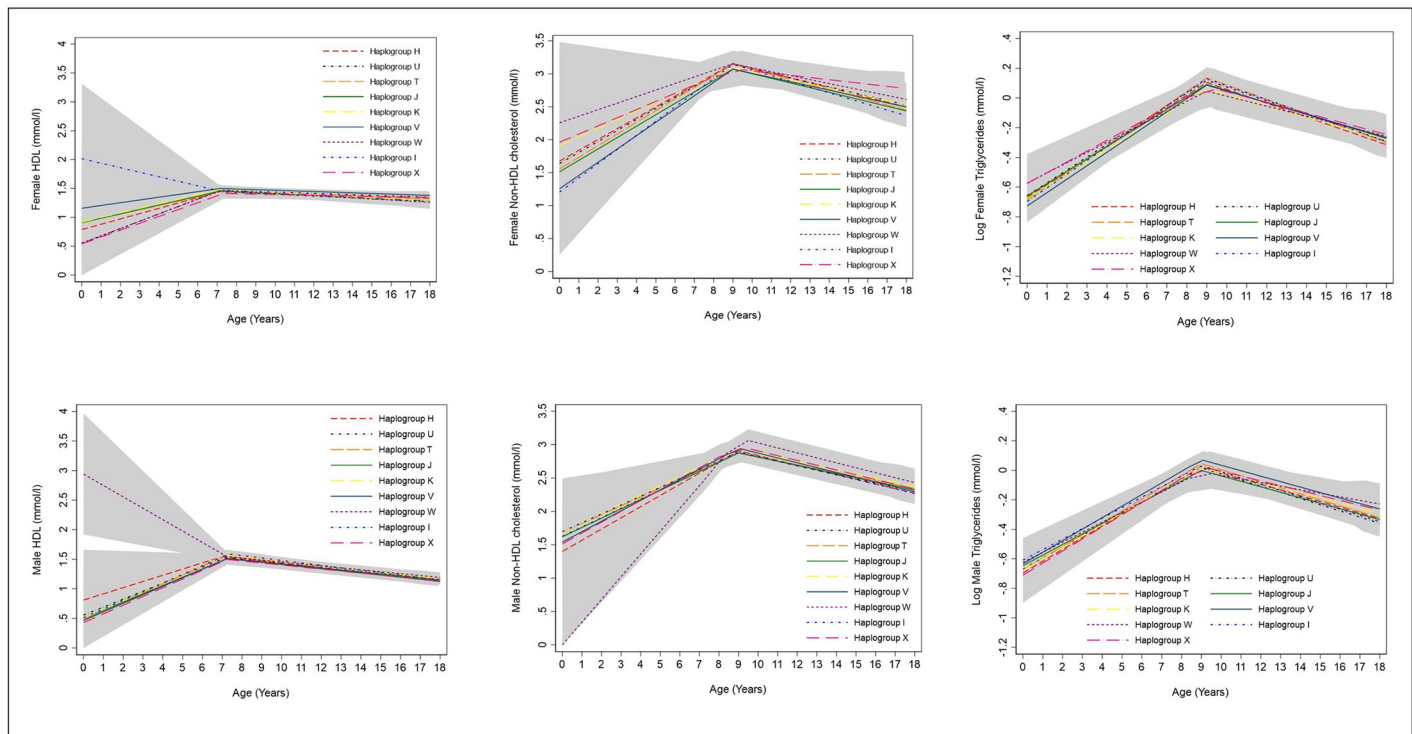 Female HDL (mmol/l)
4
3.5
3
2.5
2
1.5
1
.5
0
Haplogroup H
Haplogroup U
Haplogroup T
Haplogroup J
Haplogroup K
Haplogroup V
Haplogroup W
Haplogroup I
Haplogroup X
0 1 2 3 4 5 6 7 8 9 10 11 12 13 14 15 16 17 18
Age (Years)
Female Non-HDL cholesterol (mmol/l)
3.5
3
2.5
2
1.5
1
.5
0
Haplogroup H
Haplogroup U
Haplogroup T
Haplogroup J
Haplogroup K
Haplogroup V
Haplogroup W
Haplogroup I
Haplogroup X
0 1 2 3 4 5 6 7 8 9 10 11 12 13 14 15 16 17 18
Age (Years)
Log Female Triglycerides (mmol/l)
.4
.2
0
-.2
-.4
-.6
-.8
-1
-1.2
Haplogroup H Haplogroup U
Haplogroup T Haplogroup J
Haplogroup K Haplogroup V
Haplogroup W Haplogroup I
Haplogroup X
0 1 2 3 4 5 6 7 8 9 10 11 12 13 14 15 16 17 18
Age (Years)
Male HDL (mmol/l)
4
3.5
3
2.5
2
1.5
1
.5
0
Haplogroup H
Haplogroup U
Haplogroup T
Haplogroup J
Haplogroup K
Haplogroup V
Haplogroup W
Haplogroup I
Haplogroup X
0 1 2 3 4 5 6 7 8 9 10 11 12 13 14 15 16 17 18
Age (Years)
Male Non-HDL cholesterol (mmol/l)
3.5
3
2.5
2
1.5
1
.5
0
Haplogroup H
Haplogroup U
Haplogroup T
Haplogroup J
Haplogroup K
Haplogroup V
Haplogroup W
Haplogroup I
Haplogroup X
0 1 2 3 4 5 6 7 8 9 10 11 12 13 14 15 16 17 18
Age (Years)
Log Male Triglycerides (mmol/l)
.4
.2
0
-.2
-.4
-.6
-.8
-1
-1.2
Haplogroup H Haplogroup U
Haplogroup T Haplogroup J
Haplogroup K Haplogroup V
Haplogroup W Haplogroup I
Haplogroup X
0 1 2 3 4 5 6 7 8 9 10 11 12 13 14 15 16 17 18
Age (Years)